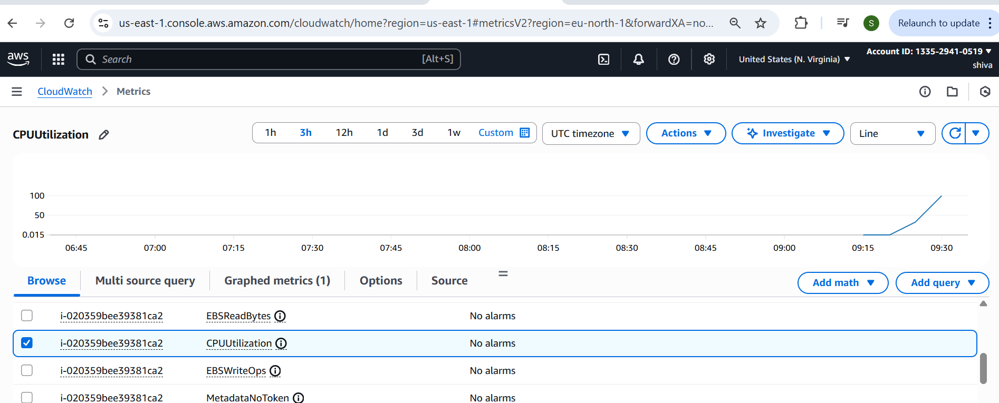 us-east-1.console.aws.amazon.com/cloudwatch/home?region=us-east-1#metricsV2?region=eu-north-1&forwardXA=no...
S
Relaunch to update
aws
Search [Alt+S]
United States (N. Virginia)
Account ID: 1335-2941-0519
shiva
CloudWatch > Metrics
CPUUtilization
1h 3h 12h 1d 3d 1w Custom
UTC timezone
Actions
Investigate
Line
100
50
0.015
06:45 07:00 07:15 07:30 07:45 08:00 08:15 08:30 08:45 09:00 09:15 09:30
Browse
Multi source query
Graphed metrics (1)
Options
Source
Add math
Add query
i-020359bee39381ca2 EBSReadBytes No alarms
i-020359bee39381ca2 CPUUtilization No alarms
i-020359bee39381ca2 EBSWriteOps No alarms
i-020359bee39381ca2 MetadataNoToken No alarms